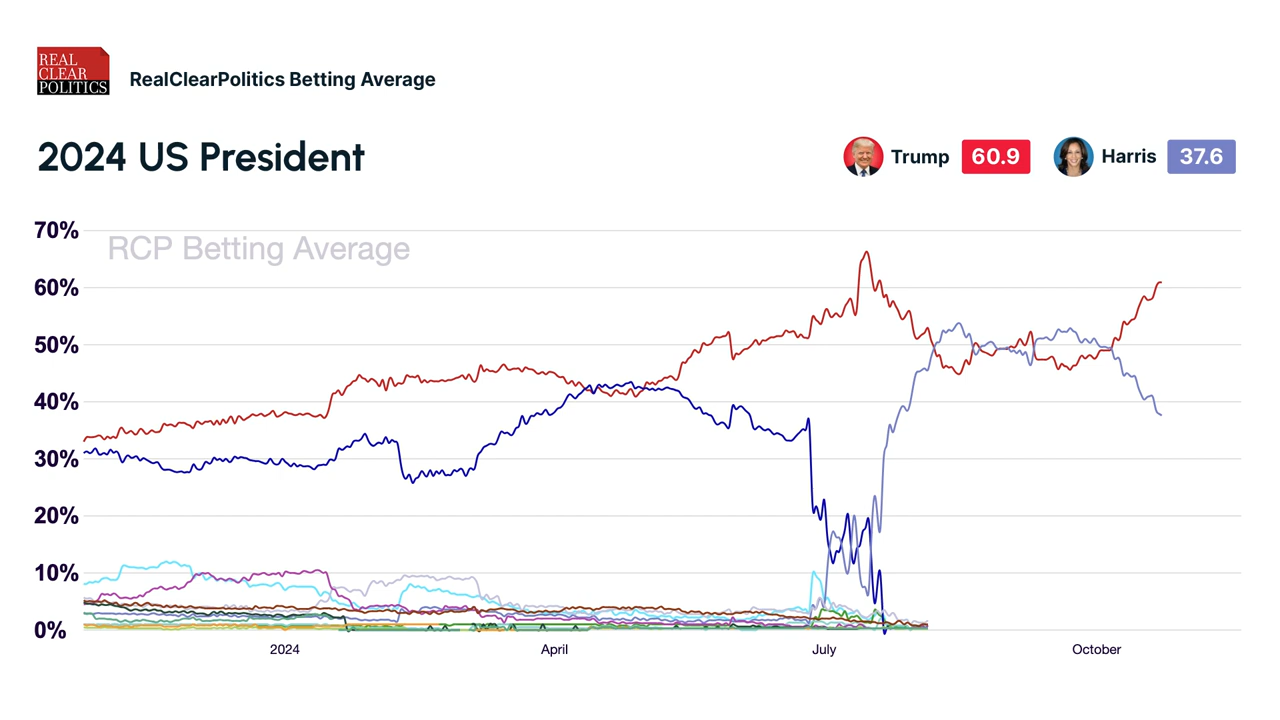 REAL
CLEAR
POLITICS
RealClearPolitics Betting Average
2024 US President
Trump 60.9 Harris 37.6
70%
RCP Betting Average
60%
50%
40%
30%
20%
10%
0%
2024 April July October